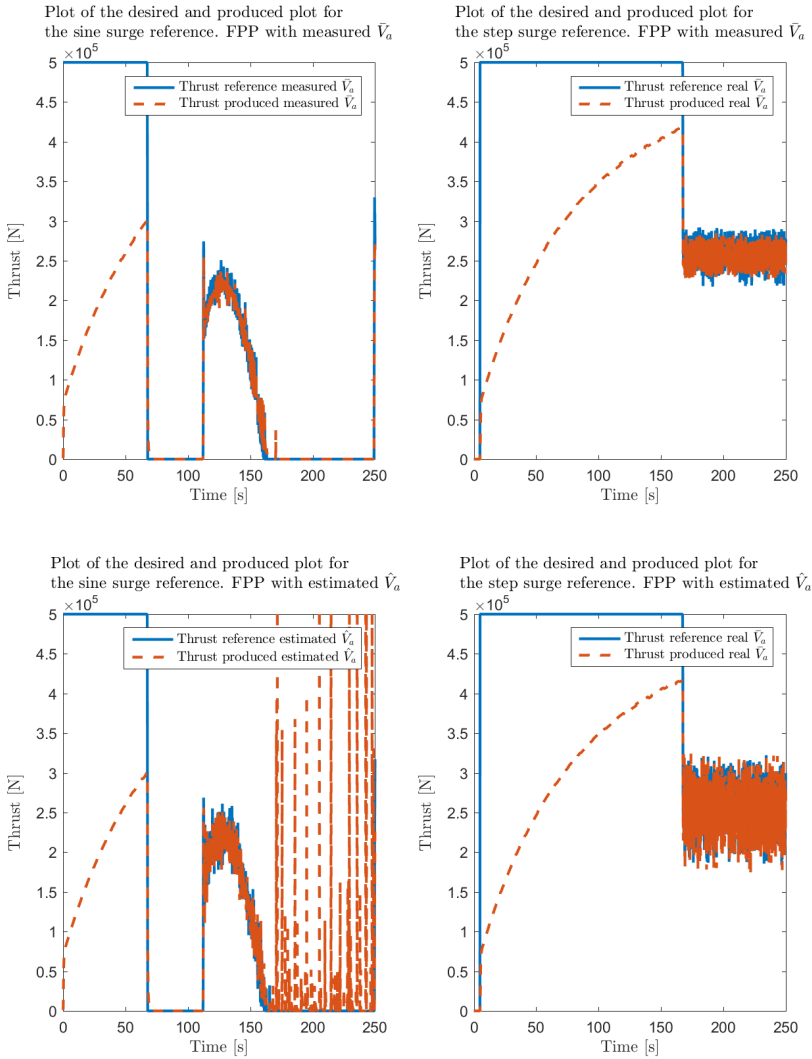 Plot of the desired and produced plot for
the sine surge reference. FPP with measured V̄ₐ
×10⁵
5
4.5
4
3.5
3
2.5
2
1.5
1
0.5
0
Thrust [N]
Thrust reference measured V̄ₐ
Thrust produced measured V̄ₐ
0 50 100 150 200 250
Time [s]
Plot of the desired and produced plot for
the step surge reference. FPP with measured V̄ₐ
×10⁵
5
4.5
4
3.5
3
2.5
2
1.5
1
0.5
0
Thrust [N]
Thrust reference real V̄ₐ
Thrust produced real V̄ₐ
0 50 100 150 200 250
Time [s]
Plot of the desired and produced plot for
the sine surge reference. FPP with estimated V̂ₐ
×10⁵
5
4.5
4
3.5
3
2.5
2
1.5
1
0.5
0
Thrust [N]
Thrust reference estimated V̂ₐ
Thrust produced estimated V̂ₐ
0 50 100 150 200 250
Time [s]
Plot of the desired and produced plot for
the step surge reference. FPP with estimated V̂ₐ
×10⁵
5
4.5
4
3.5
3
2.5
2
1.5
1
0.5
0
Thrust [N]
Thrust reference real V̄ₐ
Thrust produced real V̄ₐ
0 50 100 150 200 250
Time [s]